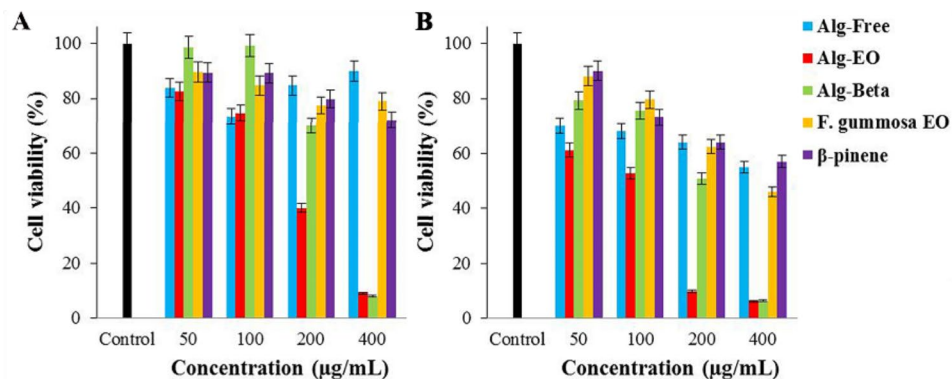 A
Cell viability (%)
100
80
60
40
20
0
Control 50 100 200 400
Concentration (µg/mL)
B
Cell viability (%)
100
80
60
40
20
0
Control 50 100 200 400
Concentration (µg/mL)
Alg-Free
Alg-EO
Alg-Beta
F. gummosa EO
β-pinene